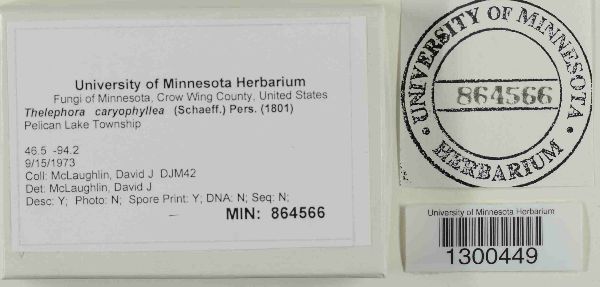 University of Minnesota Herbarium
Fungi of Minnesota, Crow Wing County, United States
Thelephora caryophyllea (Schaeff.) Pers. (1801)
Pelican Lake Township
46.5 -94.2
9/15/1973
Coll: McLaughlin, David J DJM42
Det: McLaughlin, David J
Desc: Y; Photo: N; Spore Print: Y; DNA: N; Seq: N;
MIN: 864566
UNIVERSITY OF MINNESOTA
864566
HERBARIUM
University of Minnesota Herbarium
1300449